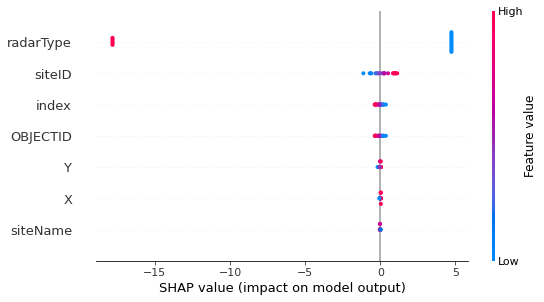 High
radarType
siteID
index
OBJECTID
Y
X
siteName
Feature value
Low
−15 −10 −5 0 5
SHAP value (impact on model output)